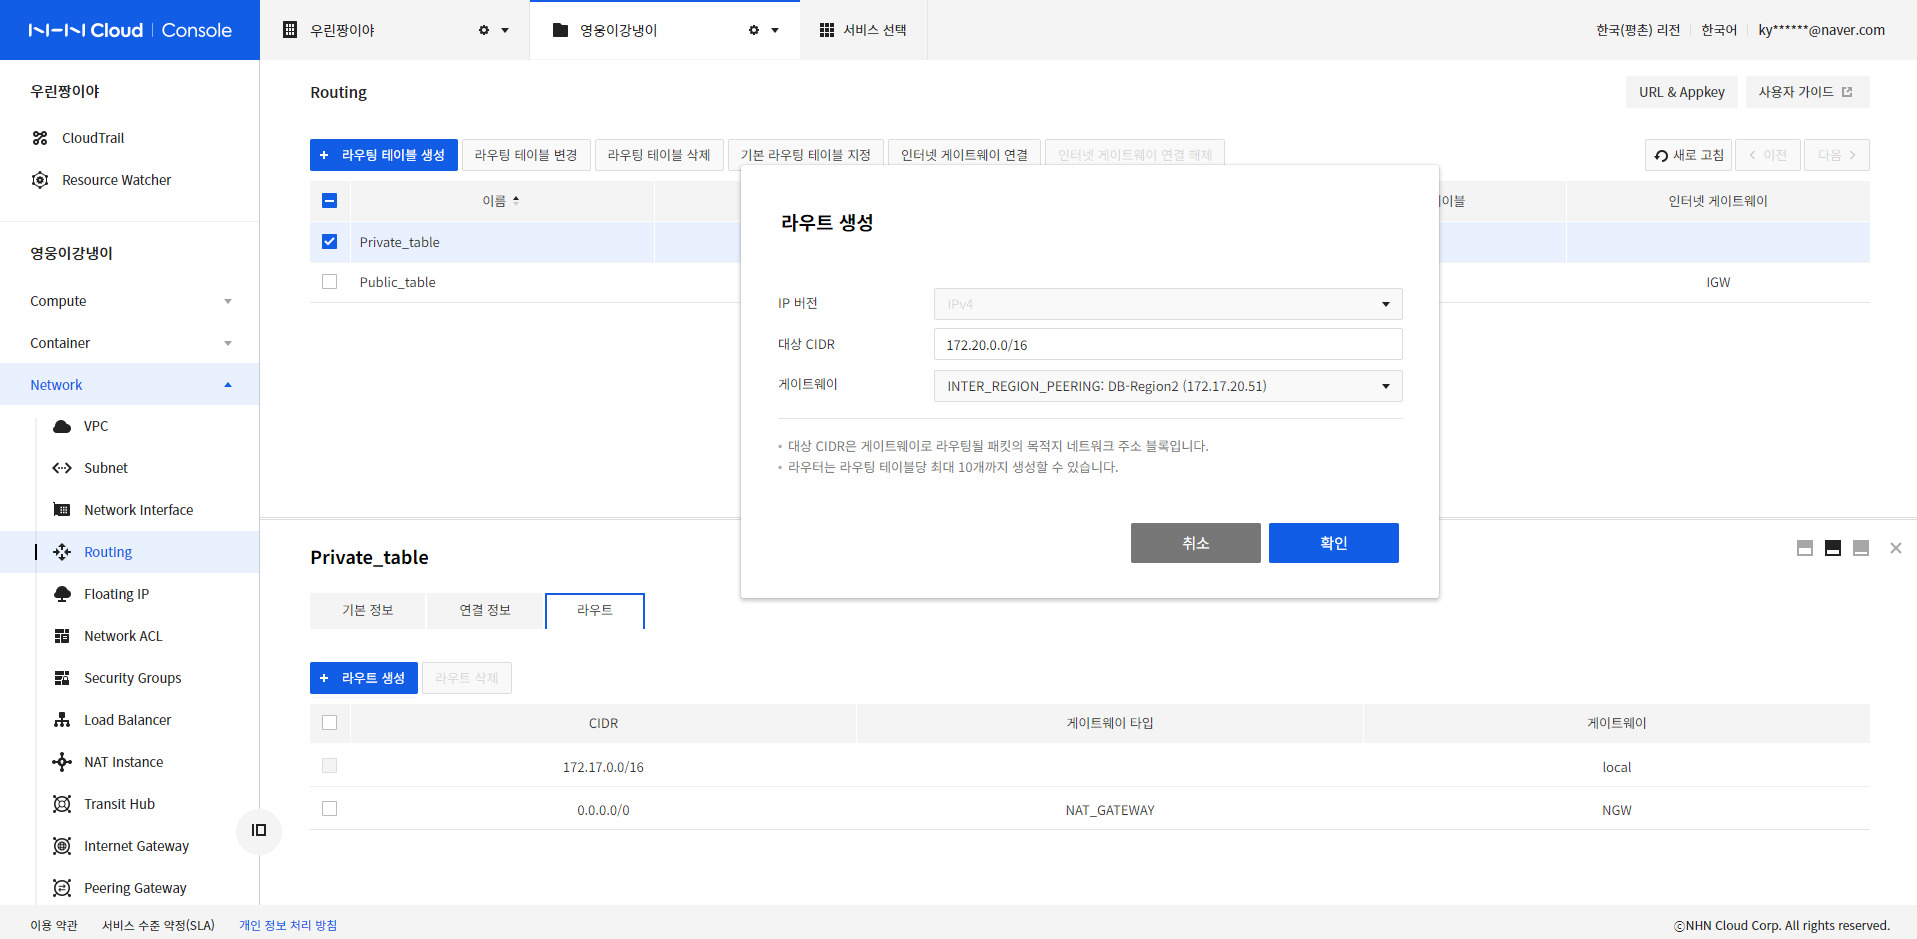 NHN Cloud | Console
우린짱이야
영웅이강냉이
서비스 선택
한국(평촌) 리전
한국어
ky******@naver.com
우린짱이야
CloudTrail
Resource Watcher
영웅이강냉이
Compute
Container
Network
VPC
Subnet
Network Interface
Routing
Floating IP
Network ACL
Security Groups
Load Balancer
NAT Instance
Transit Hub
Internet Gateway
Peering Gateway
Routing
URL & Appkey
사용자 가이드
+ 라우팅 테이블 생성
라우팅 테이블 변경
라우팅 테이블 삭제
기본 라우팅 테이블 지정
인터넷 게이트웨이 연결
인터넷 게이트웨이 연결 해제
새로 고침
< 이전
다음 >
이름
이블
인터넷 게이트웨이
Private_table
Public_table
IGW
라우트 생성
IP 버전
IPv4
대상 CIDR
172.20.0.0/16
게이트웨이
INTER_REGION_PEERING: DB-Region2 (172.17.20.51)
• 대상 CIDR은 게이트웨이로 라우팅될 패킷의 목적지 네트워크 주소 블록입니다.
• 라우터는 라우팅 테이블당 최대 10개까지 생성할 수 있습니다.
취소
확인
Private_table
기본 정보
연결 정보
라우트
+ 라우트 생성
라우트 삭제
CIDR
게이트웨이 타입
게이트웨이
172.17.0.0/16
local
0.0.0.0/0
NAT_GATEWAY
NGW
이용 약관
서비스 수준 약정(SLA)
개인 정보 처리 방침
ⓒNHN Cloud Corp. All rights reserved.